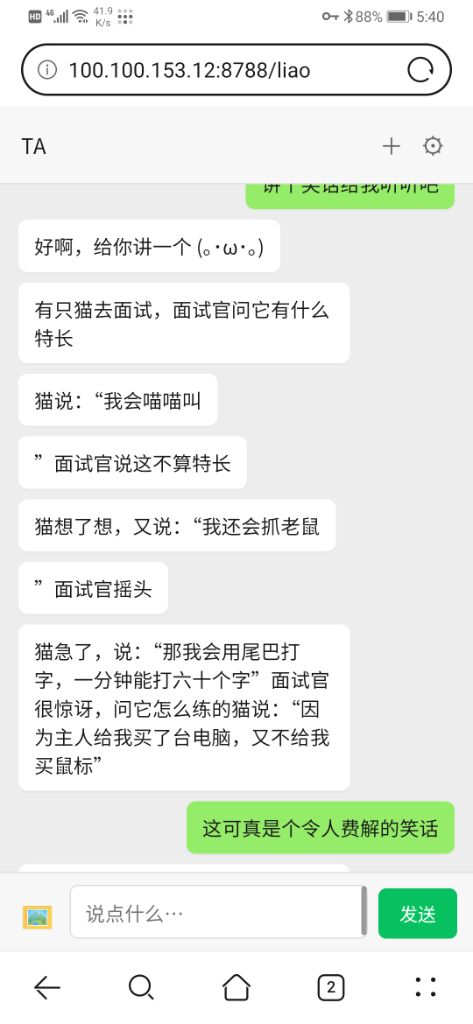 HD 4G 41.9 K/s 88% 5:40
100.100.153.12:8788/liao
TA
讲个笑话给我听听吧
好啊，给你讲一个 (｡･ω･｡)
有只猫去面试，面试官问它有什么
特长
猫说：“我会喵喵叫
”面试官说这不算特长
猫想了想，又说：“我还会抓老鼠
”面试官摇头
猫急了，说：“那我会用尾巴打
字，一分钟能打六十个字”面试官
很惊讶，问它怎么练的猫说：“因
为主人给我买了台电脑，又不给我
买鼠标”
这可真是个令人费解的笑话
说点什么…
发送
2